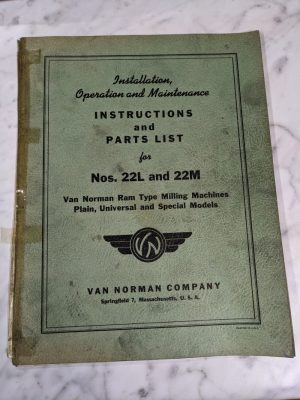 Installation,
Operation and Maintenance
INSTRUCTIONS
and
PARTS LIST
for
Nos. 22L and 22M
Van Norman Ram Type Milling Machines
Plain, Universal and Special Models
VN
VAN NORMAN COMPANY
Springfield 7, Massachusetts, U. S. A.